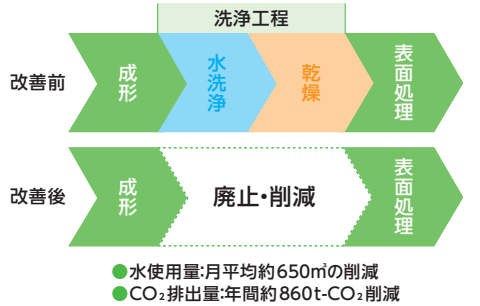 洗浄工程
改善前
成形
水洗浄
乾燥
表面処理
改善後
成形
廃止・削減
表面処理
●水使用量:月平均約650㎥の削減
●CO₂排出量:年間約860t-CO₂削減